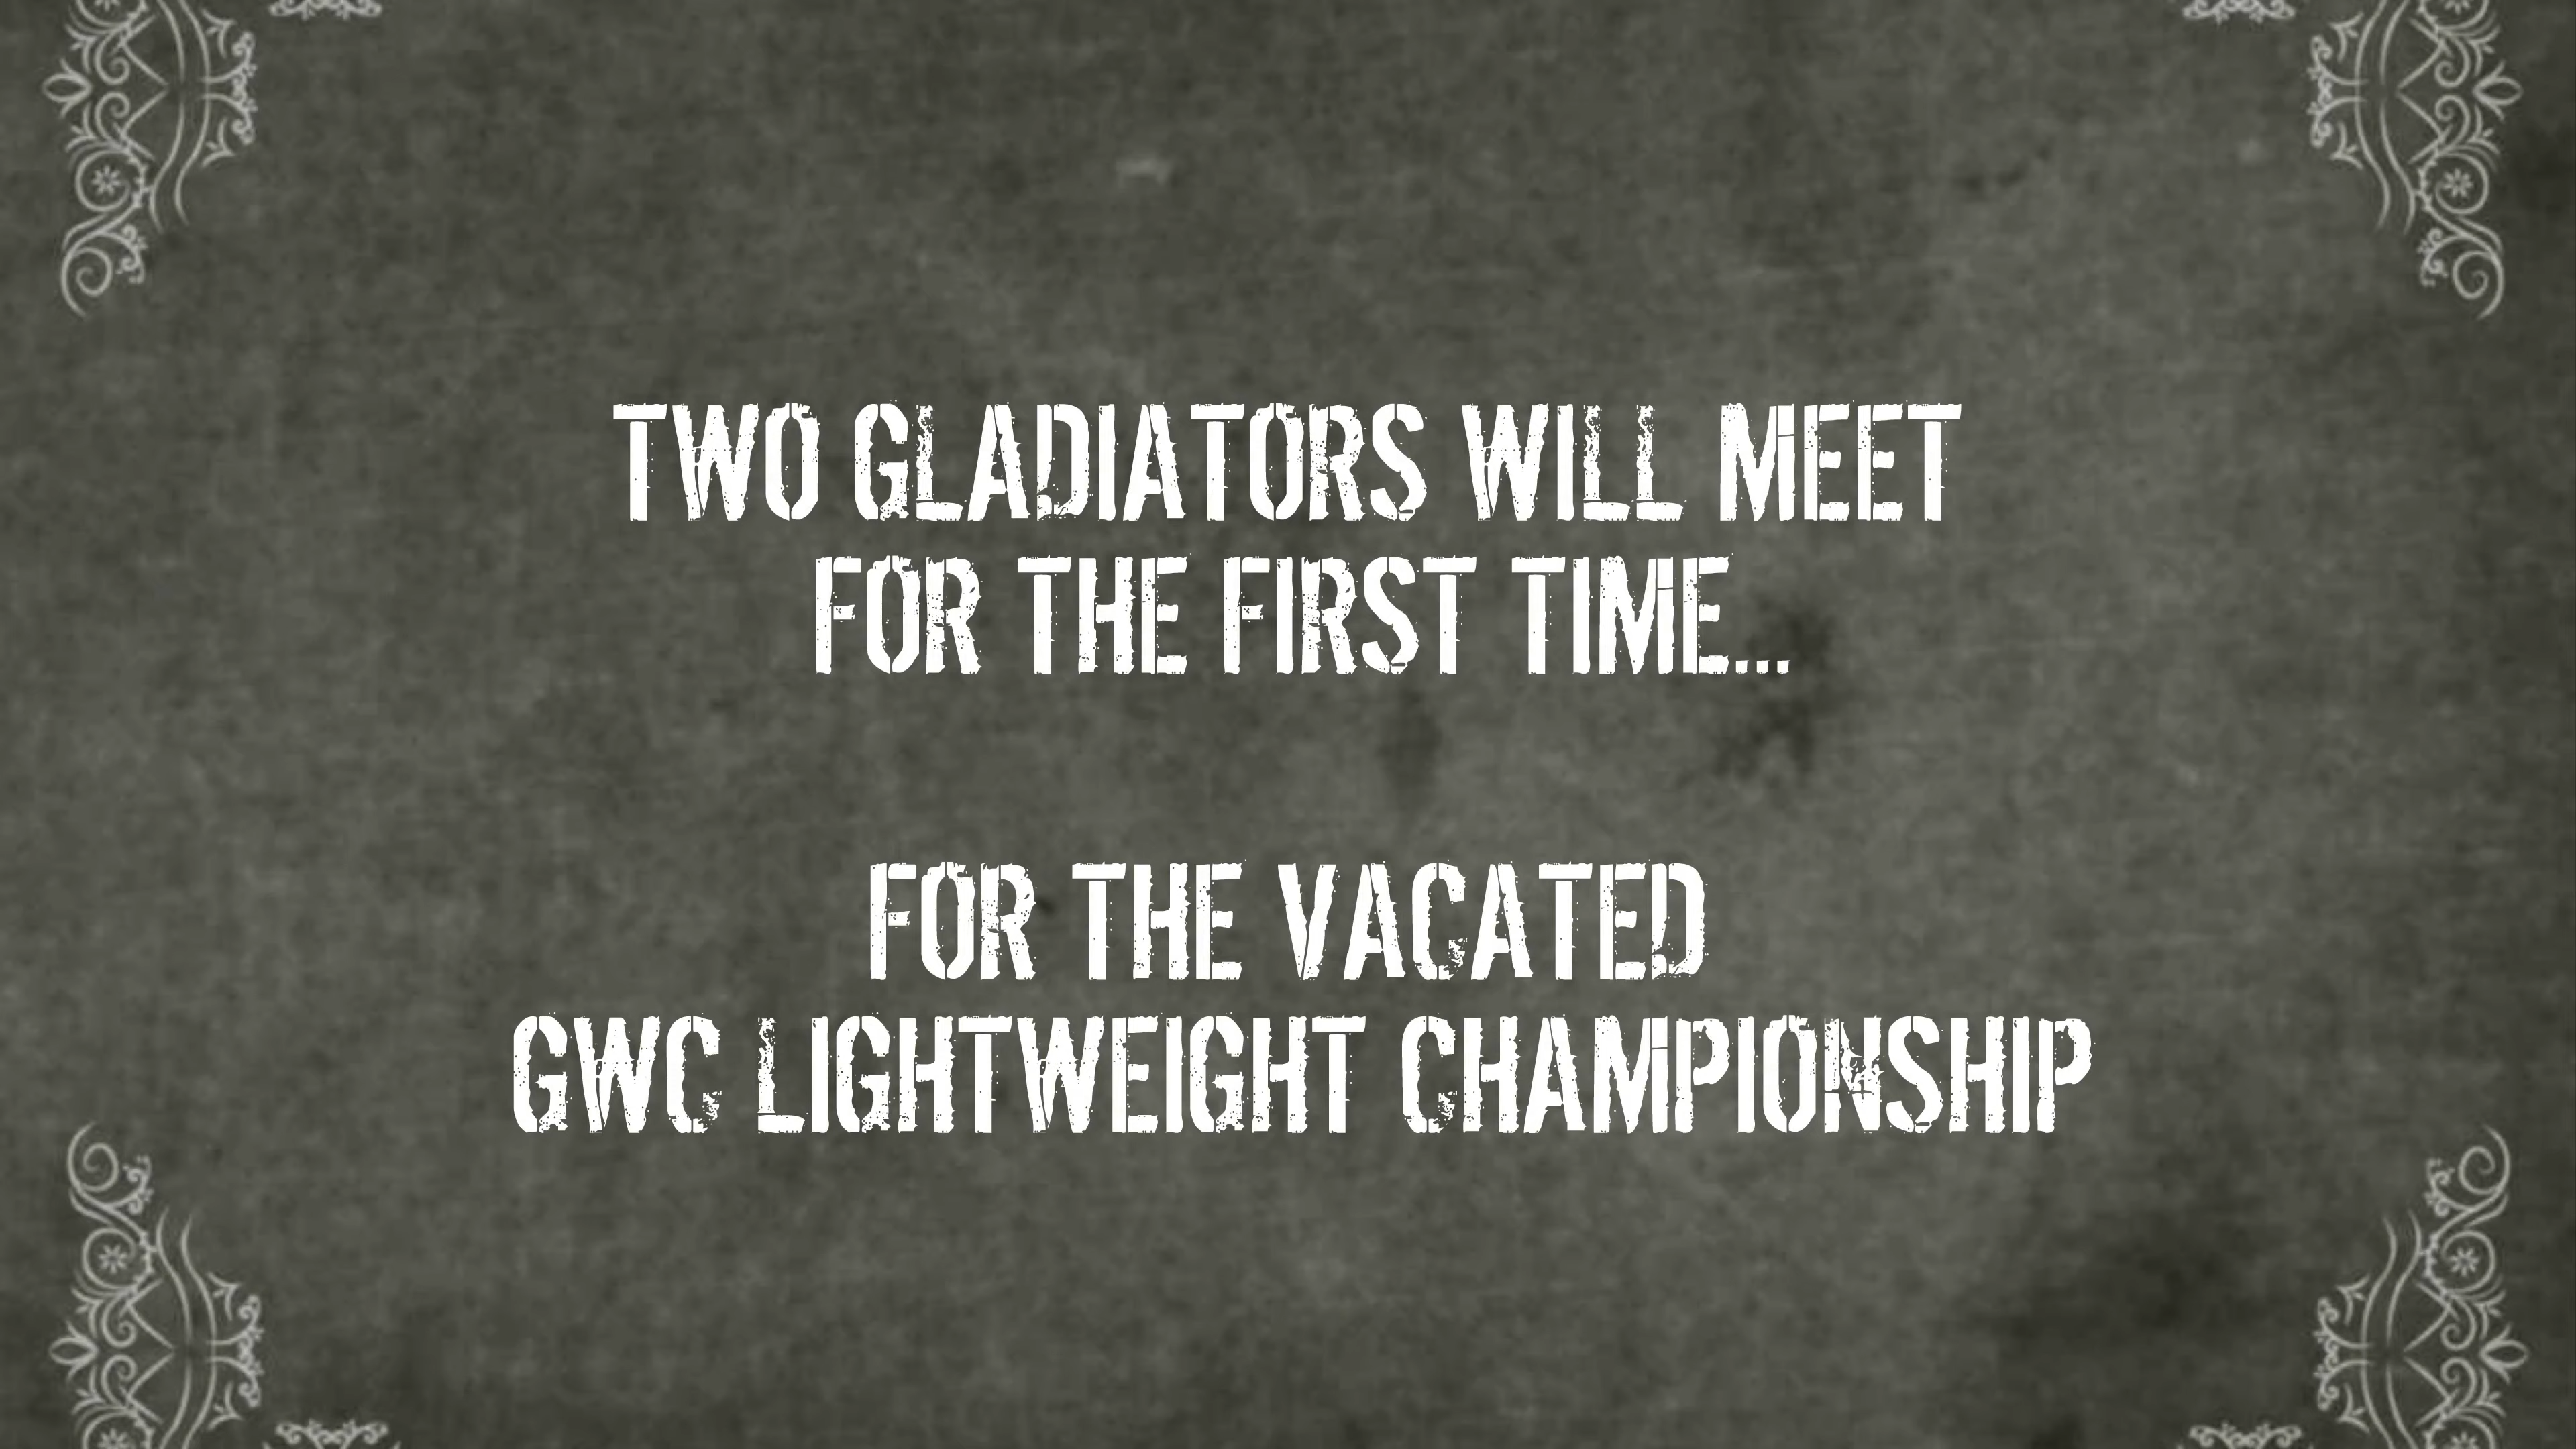 TWO GLADIATORS WILL MEET
FOR THE FIRST TIME...
FOR THE VACATED
GWC LIGHTWEIGHT CHAMPIONSHIP